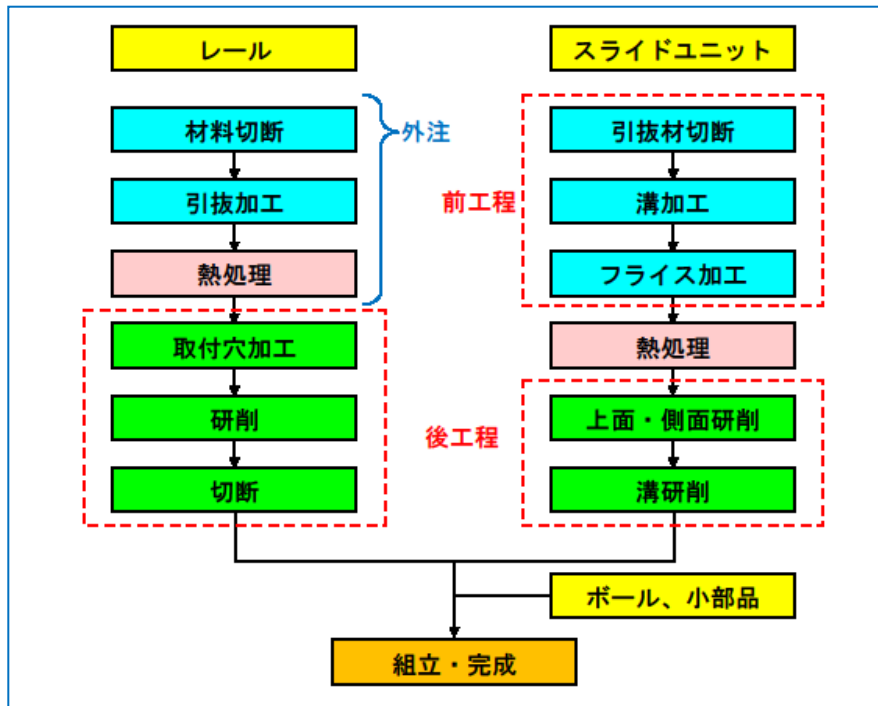 レール
スライドユニット
材料切断
引抜加工
熱処理
外注
取付穴加工
研削
切断
前工程
引抜材切断
溝加工
フライス加工
熱処理
後工程
上面・側面研削
溝研削
ボール、小部品
組立・完成